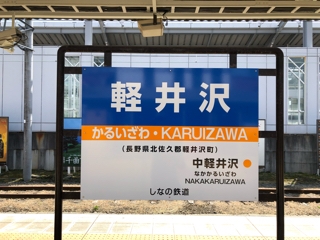 軽井沢
かるいざわ・KARUIZAWA
(長野県北佐久郡軽井沢町)
中軽井沢
なかかるいざわ
NAKAKARUIZAWA
しなの鉄道